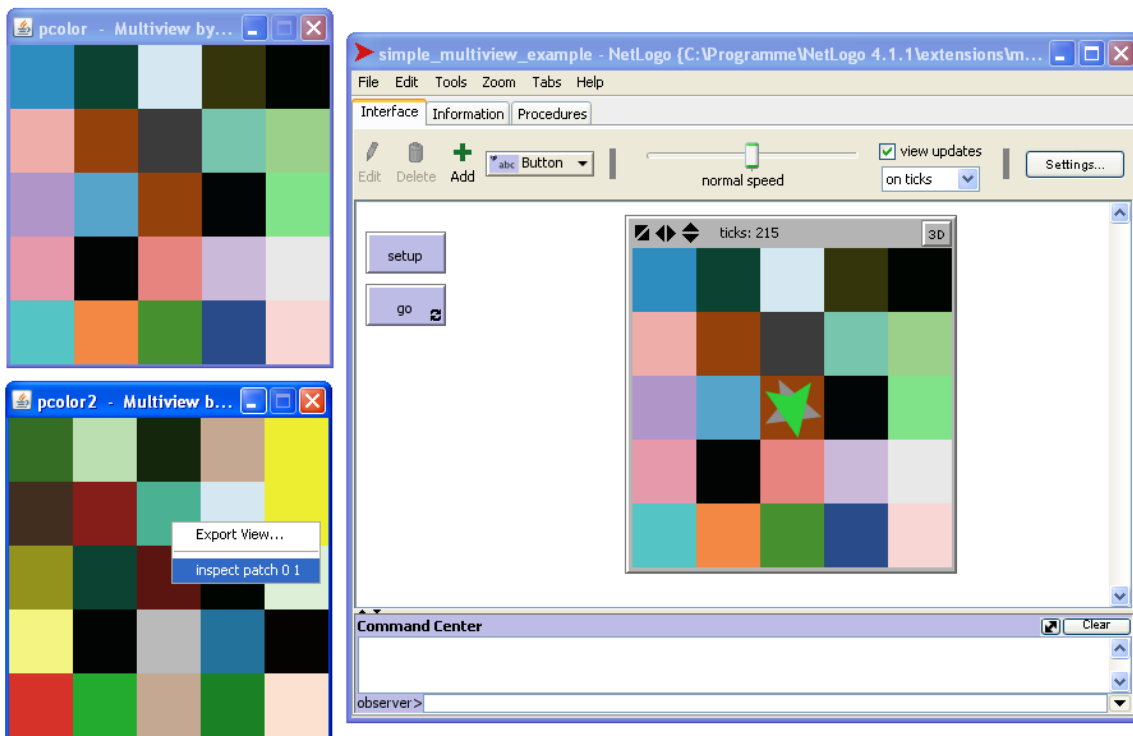 pcolor - Multiview by...
pcolor2 - Multiview b...
Export View...
inspect patch 0 1
simple_multiview_example - NetLogo {C:\Programme\NetLogo 4.1.1\extensions\m...
File Edit Tools Zoom Tabs Help
Interface Information Procedures
Edit Delete Add abc Button normal speed view updates on ticks Settings...
setup
go
ticks: 215 3D
Command Center Clear
observer>